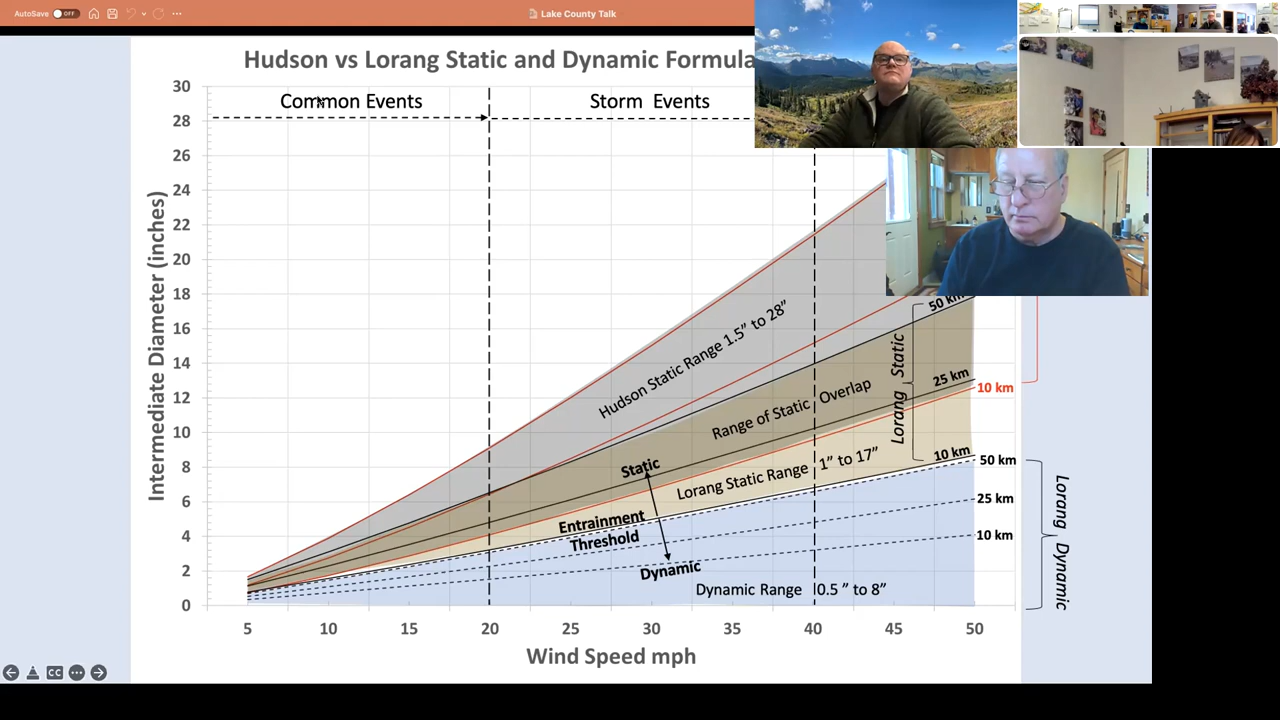 AutoSave OFF
Lake County Talk
Hudson vs Lorang Static and Dynamic Formula
Common Events
Storm Events
30
28
26
24
22
20
18
16
14
12
10
8
6
4
2
0
Intermediate Diameter (inches)
Hudson Static Range 1.5” to 28”
Range of Static Overlap
Lorang Static Range 1” to 17”
Static
Entrainment
Threshold
Dynamic
Dynamic Range 0.5 ” to 8”
50 km
25 km
10 km
Lorang Static
10 km
50 km
25 km
10 km
Lorang Dynamic
5 10 15 20 25 30 35 40 45 50
Wind Speed mph
CC